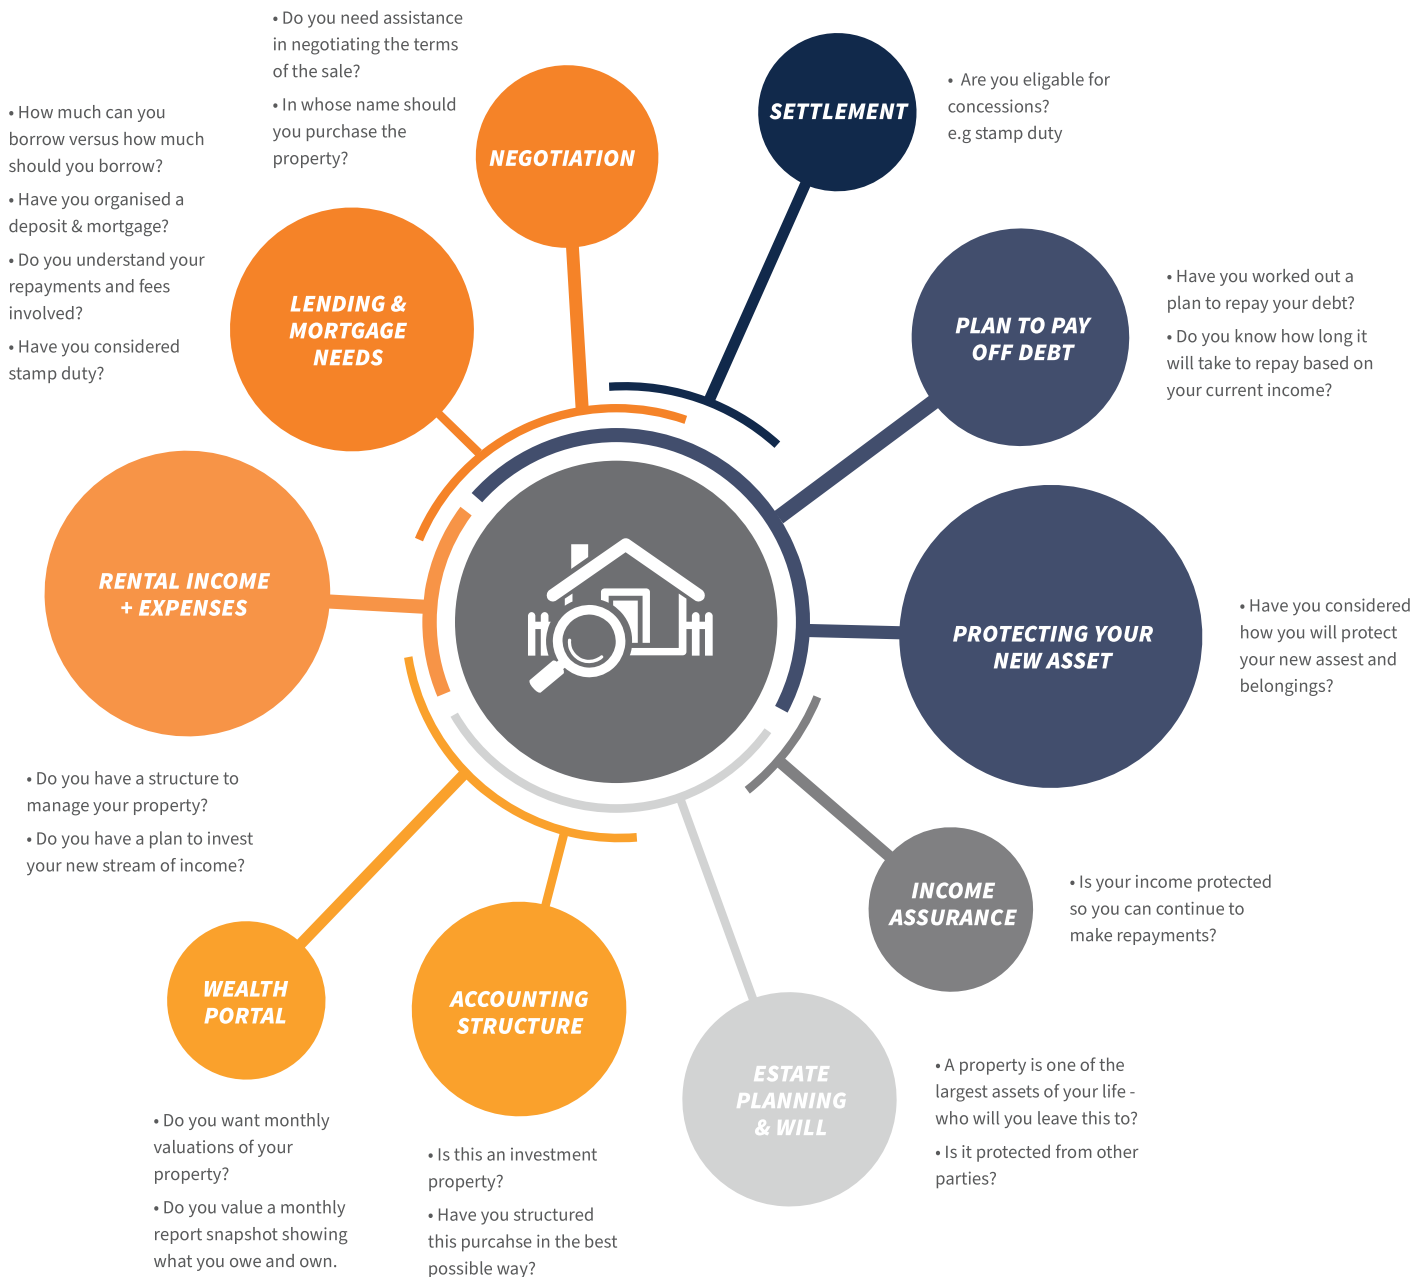 • Do you need assistance
in negotiating the terms
of the sale?
• In whose name should
you purchase the
property?
NEGOTIATION
SETTLEMENT
•  Are you eligable for
concessions?
e.g stamp duty
• How much can you
borrow versus how much
should you borrow?
• Have you organised a
deposit & mortgage?
• Do you understand your
repayments and fees
involved?
• Have you considered
stamp duty?
LENDING &
MORTGAGE
NEEDS
PLAN TO PAY
OFF DEBT
• Have you worked out a
plan to repay your debt?
• Do you know how long it
will take to repay based on
your current income?
RENTAL INCOME
+ EXPENSES
• Do you have a structure to
manage your property?
• Do you have a plan to invest
your new stream of income?
PROTECTING YOUR
NEW ASSET
• Have you considered
how you will protect
your new assest and
belongings?
INCOME
ASSURANCE
• Is your income protected
so you can continue to
make repayments?
WEALTH
PORTAL
• Do you want monthly
valuations of your
property?
• Do you value a monthly
report snapshot showing
what you owe and own.
ACCOUNTING
STRUCTURE
• Is this an investment
property?
• Have you structured
this purcahse in the best
possible way?
ESTATE
PLANNING
& WILL
• A property is one of the
largest assets of your life -
who will you leave this to?
• Is it protected from other
parties?